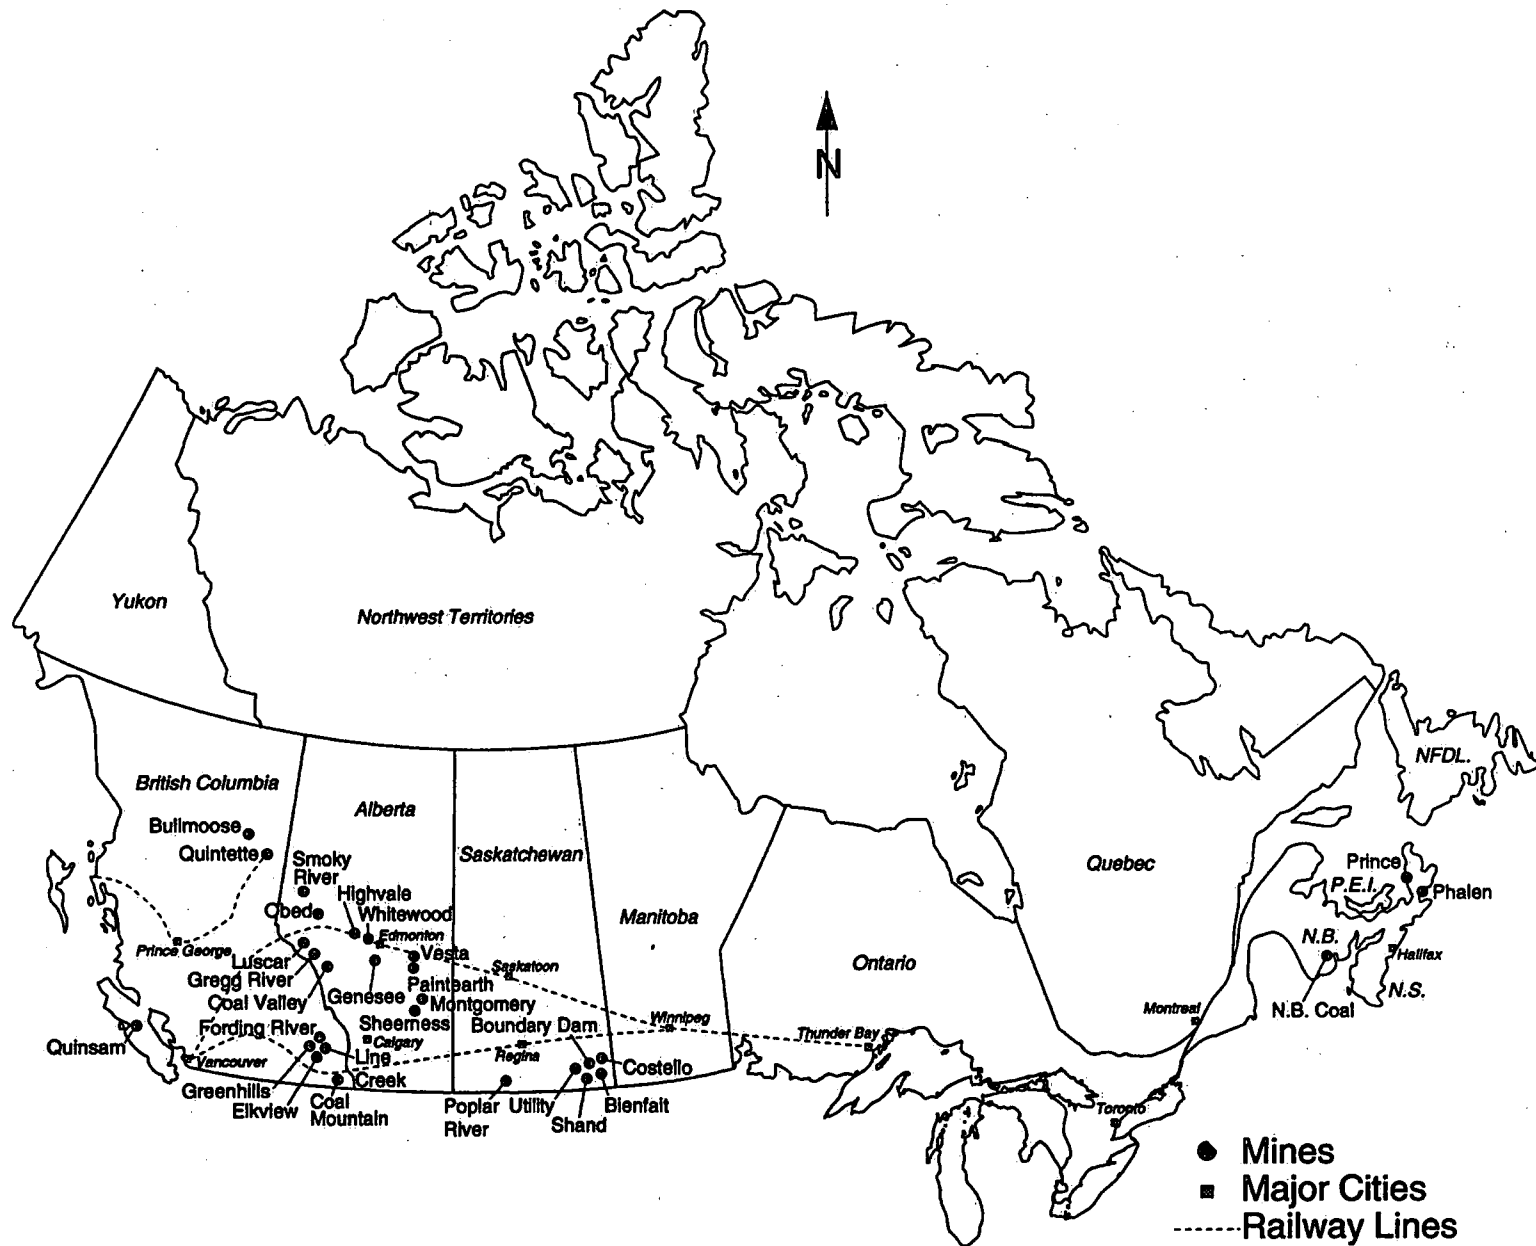 N
Yukon
Northwest Territories
British Columbia
Alberta
Saskatchewan
Manitoba
Ontario
Quebec
NFDL.
P.E.I.
N.B.
N.S.
Bullmoose
Quintette
Smoky
River
Obed
Highvale
Whitewood
Edmonton
Prince George
Luscar
Gregg River
Coal Valley
Genesee
Vesta
Paintearth
Montgomery
Sheerness
Calgary
Saskatoon
Boundary Dam
Winnipeg
Regina
Thunder Bay
Fording River
Quinsam
Vancouver
Line
Creek
Greenhills
Elkview
Coal
Mountain
Poplar
River
Utility
Shand
Bienfait
Costello
Prince
Phalen
Halifax
N.B. Coal
Montreal
Toronto
Mines
Major Cities
Railway Lines